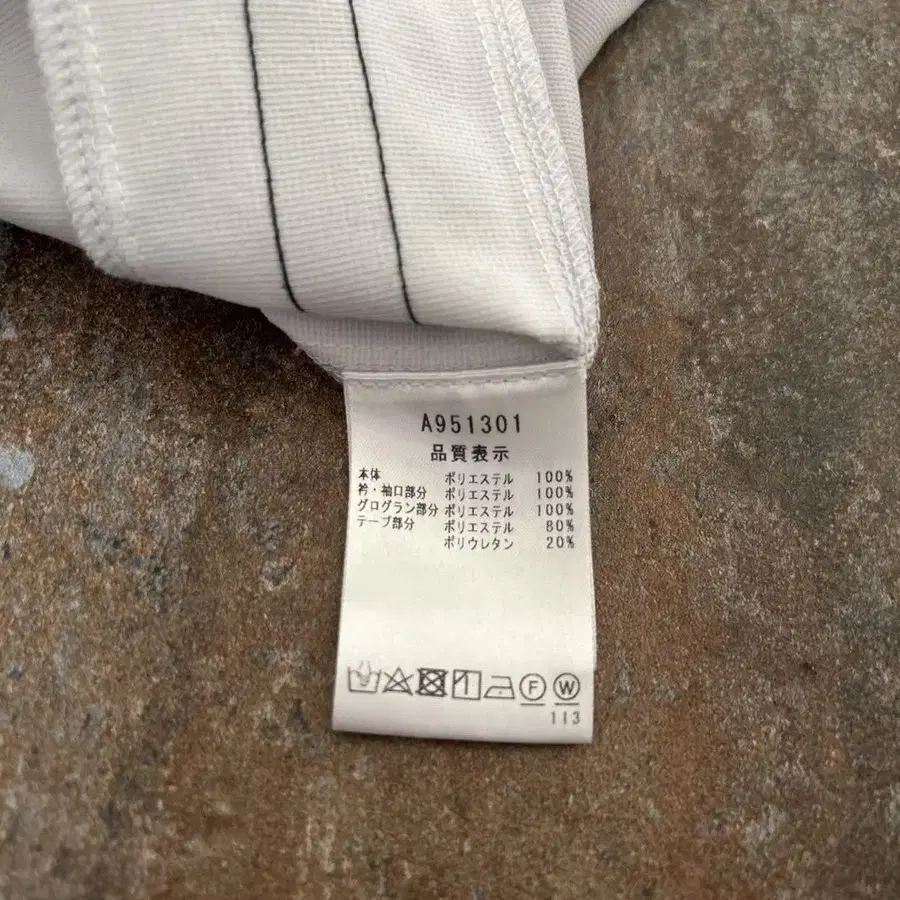 A951301
品質表示
本体 ポリエステル 100%
衿・袖口部分 ポリエステル 100%
グログラン部分 ポリエステル 100%
テープ部分 ポリエステル 80%
ポリウレタン 20%
F W
113